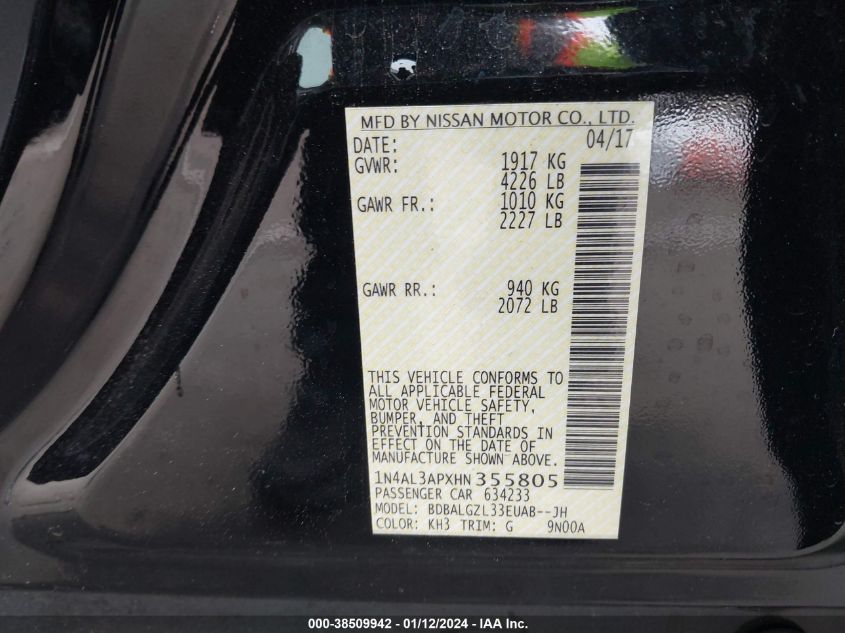 MFD BY NISSAN MOTOR CO., LTD.
DATE: 04/17
GVWR: 1917 KG
4226 LB
GAWR FR.: 1010 KG
2227 LB
GAWR RR.: 940 KG
2072 LB
THIS VEHICLE CONFORMS TO
ALL APPLICABLE FEDERAL
MOTOR VEHICLE SAFETY,
BUMPER, AND THEFT
PREVENTION STANDARDS IN
EFFECT ON THE DATE OF
MANUFACTURE SHOWN ABOVE.
1N4AL3APXHN355805
PASSENGER CAR 634233
MODEL: BDBALGZL33EUAB--JH
COLOR: KH3 TRIM: G 9N00A
000-38509942 - 01/12/2024 - IAA Inc.